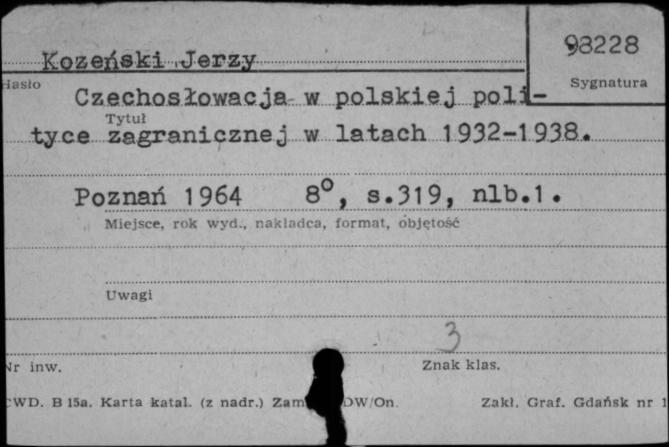 98228
Kozeński Jerzy
Hasło
Sygnatura
Czechosłowacja w polskiej poli-
Tytuł
tyce zagranicznej w latach 1932-1938.
Poznań 1964 8°, s.319, nlb.1.
Miejsce, rok wyd., nakładca, format, objętość
Uwagi
3
Nr inw.
Znak klas.
CWD. B 15a. Karta katal. (z nadr.) Zam. DW/On.
Zakł. Graf. Gdańsk nr 1